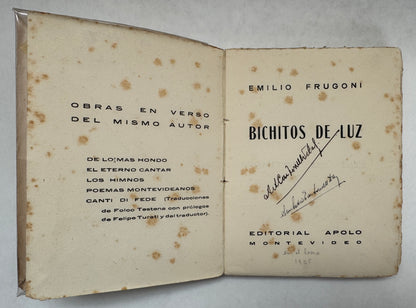 OBRAS EN VERSO
DEL MISMO AUTOR
DE LO MAS HONDO
EL ETERNO CANTAR
LOS HIMNOS
POEMAS MONTEVIDEANOS
CANTI DI FEDE (Traducciones
de Folco Testena con prólogos
de Felipe Turati y del traductor).
EMILIO FRUGONI
BICHITOS DE LUZ
EDITORIAL APOLO
MONTEVIDEO